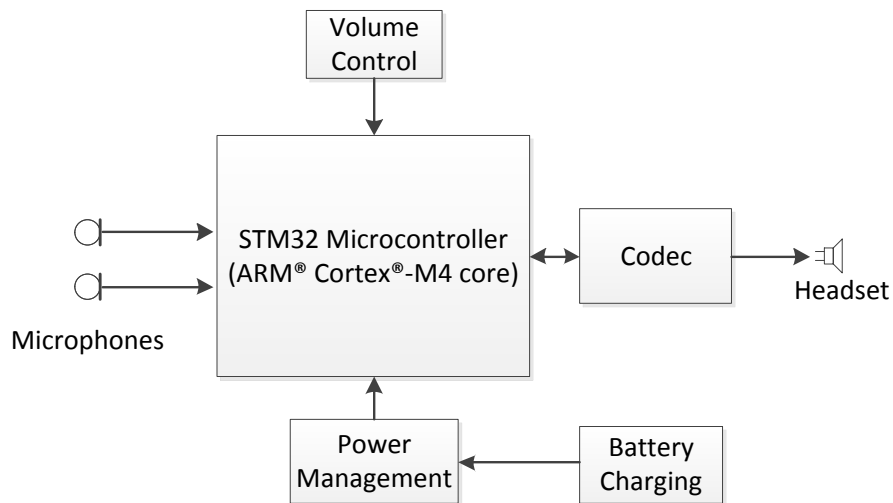 Volume
Control
STM32 Microcontroller
(ARM® Cortex®-M4 core)
Codec
Headset
Microphones
Power
Management
Battery
Charging